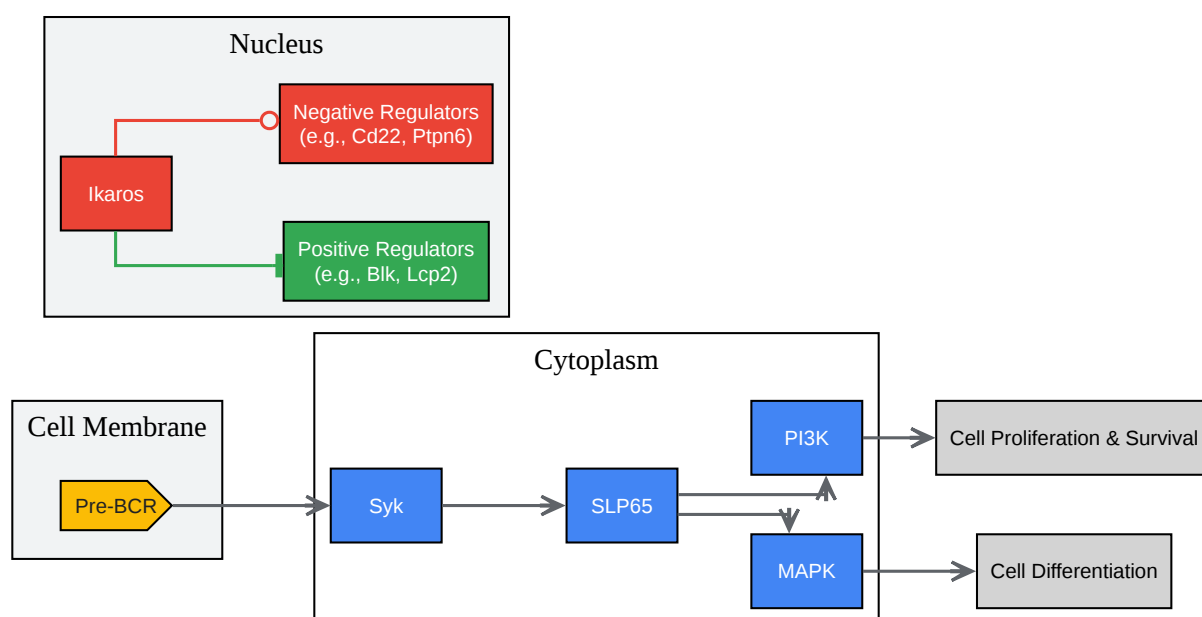 Nucleus
Negative Regulators
(e.g., Cd22, Ptpn6)
Ikaros
Positive Regulators
(e.g., Blk, Lcp2)
Cytoplasm
Cell Membrane
PI3K
Cell Proliferation & Survival
Pre-BCR
Syk
SLP65
MAPK
Cell Differentiation